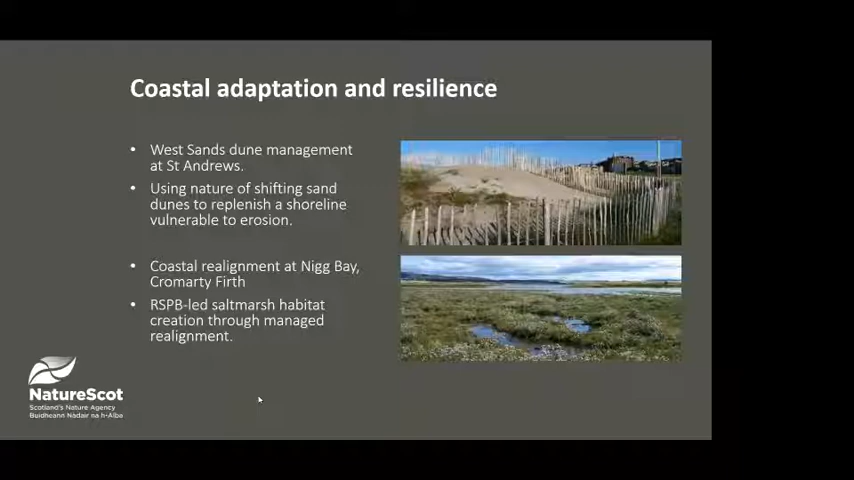 Coastal adaptation and resilience
• West Sands dune management
at St Andrews.
• Using nature of shifting sand
dunes to replenish a shoreline
vulnerable to erosion.
• Coastal realignment at Nigg Bay,
Cromarty Firth
• RSPB-led saltmarsh habitat
creation through managed
realignment.
NatureScot
Scotland's Nature Agency
Buidheann Nàdair na h-Alba